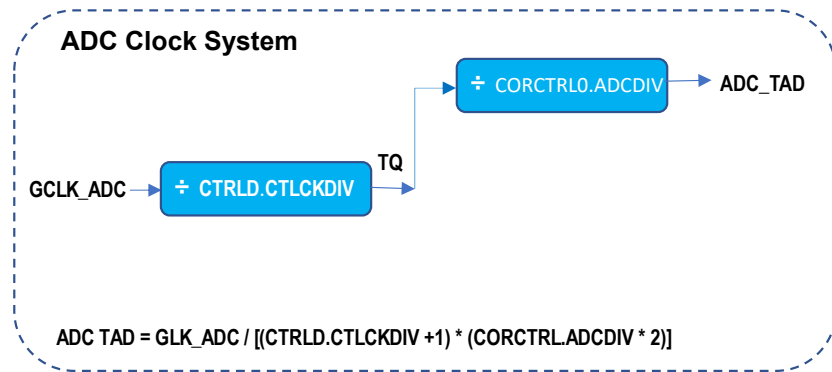 ADC Clock System
÷ CORCTRL0.ADCDIV
ADC_TAD
TQ
GCLK_ADC
÷ CTRLD.CTLCKDIV
ADC TAD = GLK_ADC / [(CTRLD.CTLCKDIV +1) * (CORCTRL.ADCDIV * 2)]